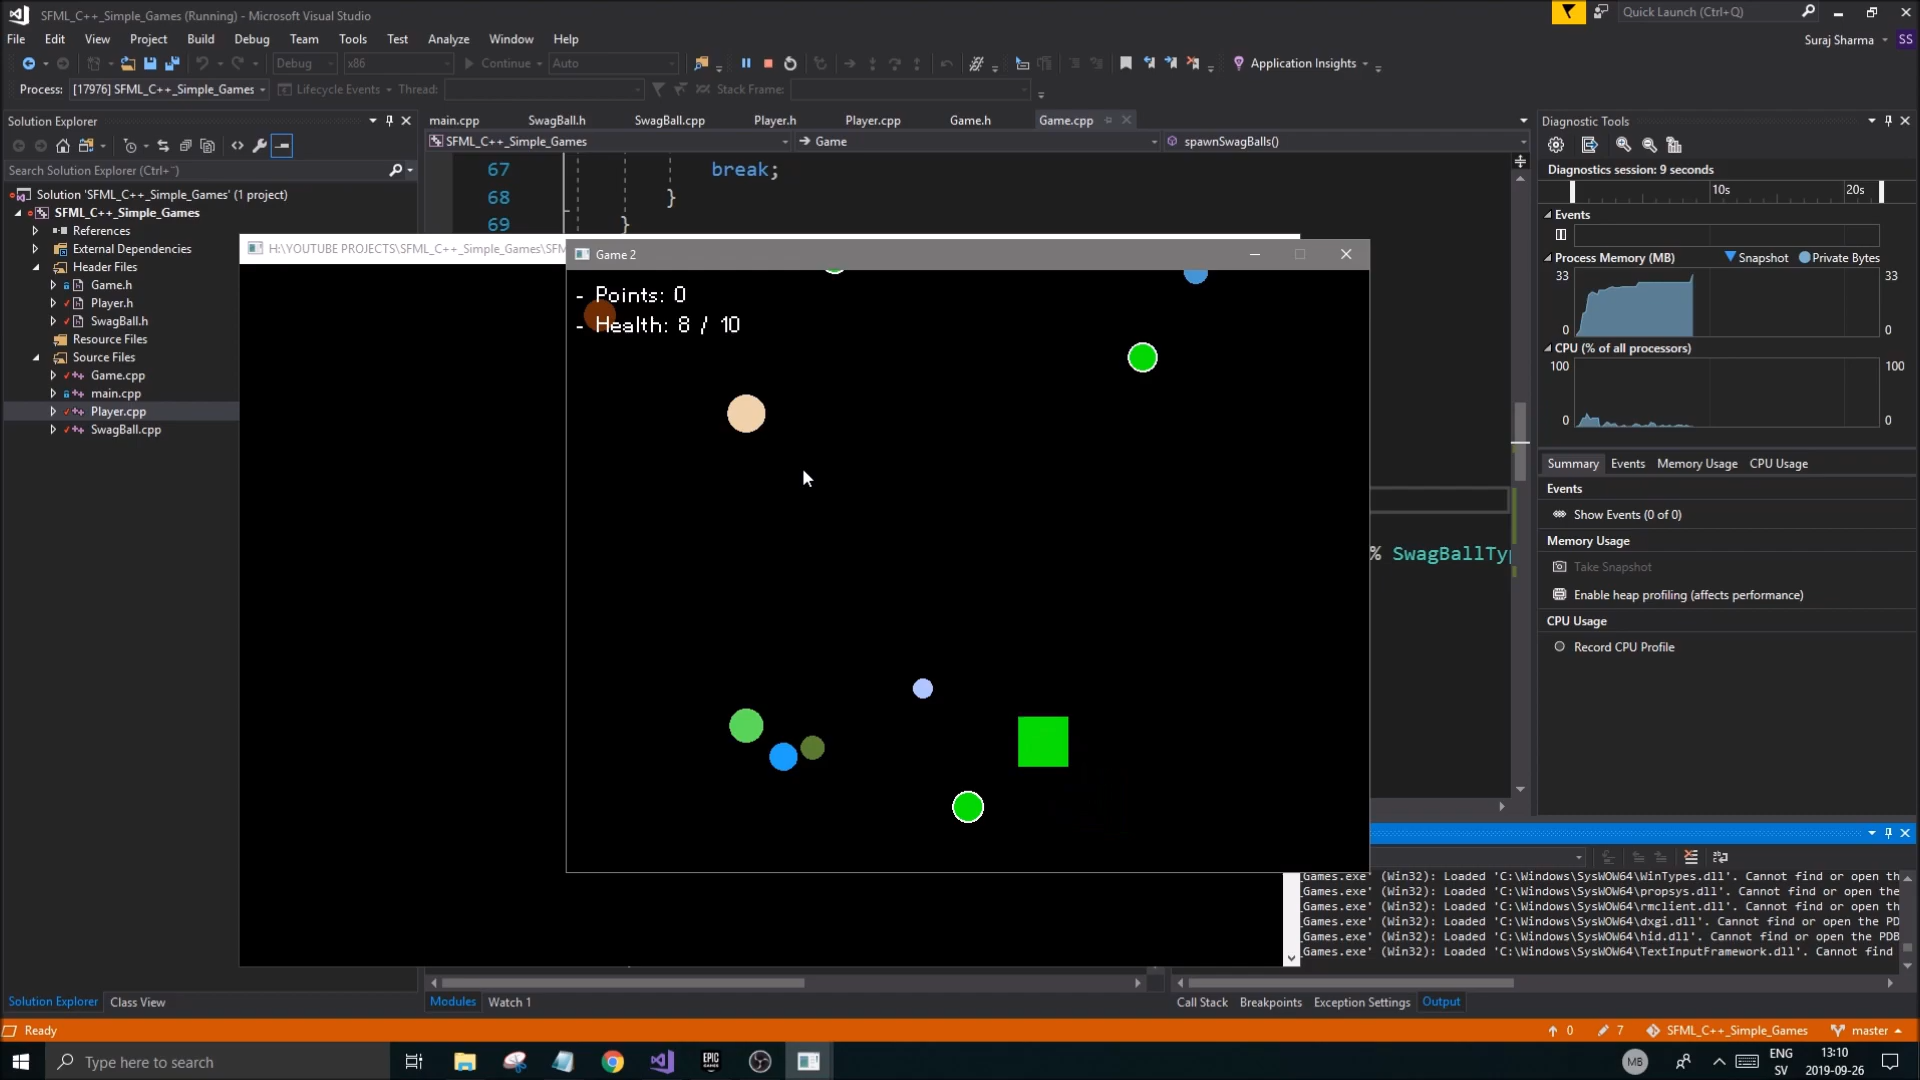 SFML_C++_Simple_Games (Running) - Microsoft Visual Studio
Quick Launch (Ctrl+Q)
File Edit View Project Build Debug Team Tools Test Analyze Window Help
Suraj Sharma SS
Debug x86 Continue Auto Application Insights
Process: [17976] SFML_C++_Simple_Games Lifecycle Events Thread: Stack Frame:
Solution Explorer
main.cpp SwagBall.h SwagBall.cpp Player.h Player.cpp Game.h Game.cpp
Diagnostic Tools
SFML_C++_Simple_Games Game spawnSwagBalls()
Search Solution Explorer (Ctrl+¨)
Diagnostics session: 9 seconds
10s 20s
67 break;
68 }
69 }
Solution 'SFML_C++_Simple_Games' (1 project)
SFML_C++_Simple_Games
References
External Dependencies
Header Files
Game.h
Player.h
SwagBall.h
Resource Files
Source Files
Game.cpp
main.cpp
Player.cpp
SwagBall.cpp
H:\YOUTUBE PROJECTS\SFML_C++_Simple_Games\SFM
Game 2
- Points: 0
- Health: 8 / 10
% SwagBallTyp
Events
Process Memory (MB) Snapshot Private Bytes
33 33
0 0
CPU (% of all processors)
100 100
0 0
Summary Events Memory Usage CPU Usage
Events
Show Events (0 of 0)
Memory Usage
Take Snapshot
Enable heap profiling (affects performance)
CPU Usage
Record CPU Profile
_Games.exe' (Win32): Loaded 'C:\Windows\SysWOW64\WinTypes.dll'. Cannot find or open the
_Games.exe' (Win32): Loaded 'C:\Windows\SysWOW64\propsys.dll'. Cannot find or open the
_Games.exe' (Win32): Loaded 'C:\Windows\SysWOW64\rmclient.dll'. Cannot find or open the
_Games.exe' (Win32): Loaded 'C:\Windows\SysWOW64\dxgi.dll'. Cannot find or open the PD
_Games.exe' (Win32): Loaded 'C:\Windows\SysWOW64\hid.dll'. Cannot find or open the PDB
_Games.exe' (Win32): Loaded 'C:\Windows\SysWOW64\TextInputFramework.dll'. Cannot find
Solution Explorer Class View
Modules Watch 1
Call Stack Breakpoints Exception Settings Output
Ready
0 7 SFML_C++_Simple_Games master
Type here to search
EPIC GAMES
MB
ENG
SV
13:10
2019-09-26